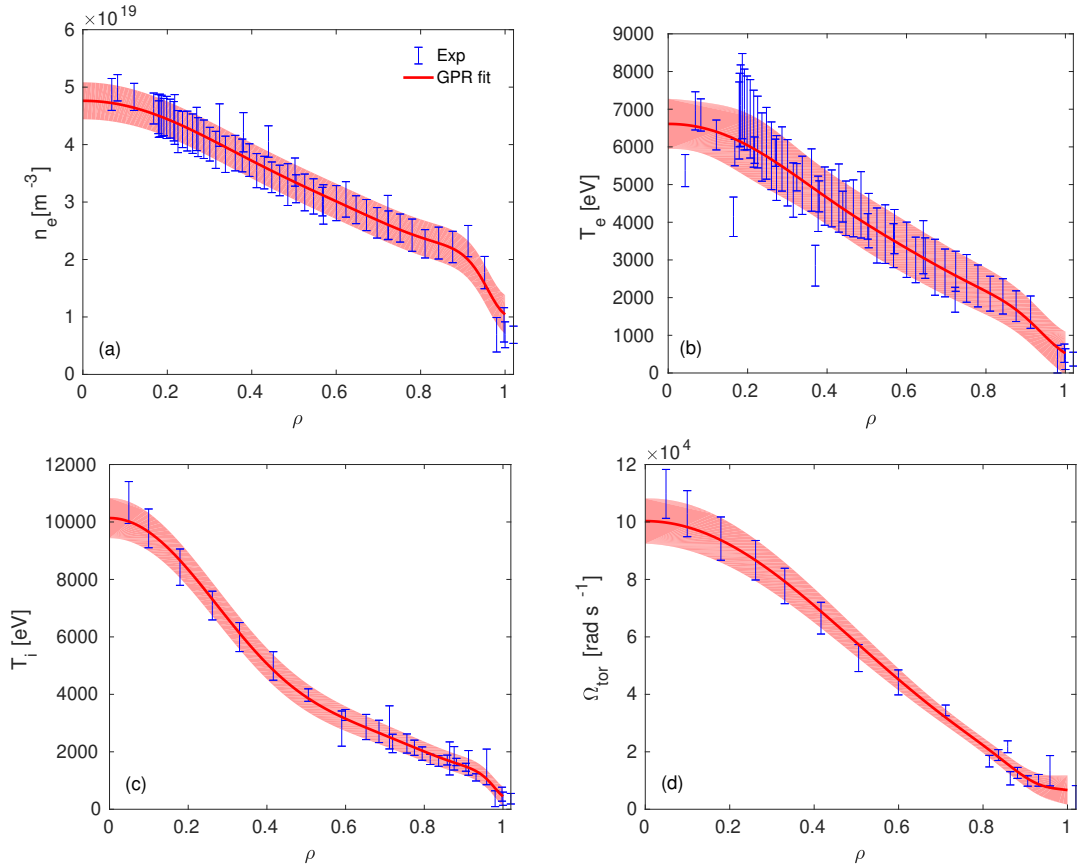 ×10^19
6
5
4
3
2
1
0
n_e[m^-3]
Exp
GPR fit
(a)
0 0.2 0.4 0.6 0.8 1
ρ
9000
8000
7000
6000
5000
4000
3000
2000
1000
0
T_e [eV]
(b)
0 0.2 0.4 0.6 0.8 1
ρ
12000
10000
8000
6000
4000
2000
0
T_i [eV]
(c)
0 0.2 0.4 0.6 0.8 1
ρ
×10^4
12
10
8
6
4
2
0
Ω_tor [rad s^-1]
(d)
0 0.2 0.4 0.6 0.8 1
ρ